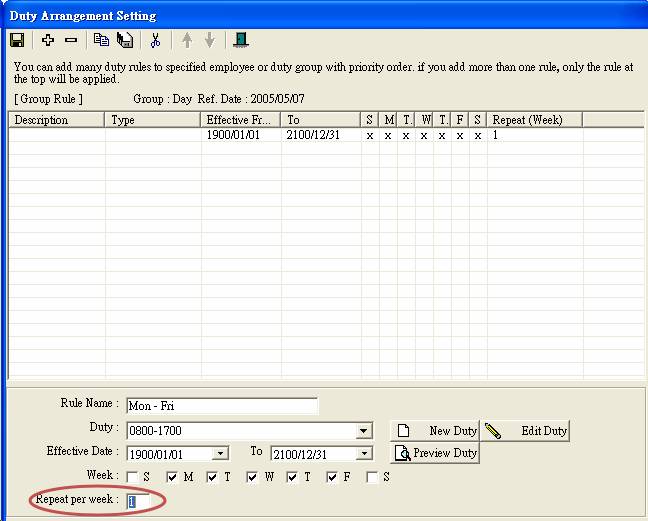 Duty Arrangement Setting
You can add many duty rules to specified employee or duty group with priority order. if you add more than one rule, only the rule at
the top will be applied.
[ Group Rule ] Group : Day Ref. Date : 2005/05/07
Description Type Effective Fr... To S M T. W T. F S Repeat (Week)
1900/01/01 2100/12/31 x x x x x x x 1
Rule Name : Mon - Fri
Duty : 0800-1700 New Duty Edit Duty
Effective Date : 1900/01/01 To 2100/12/31 Preview Duty
Week : S M T W T F S
Repeat per week : 1